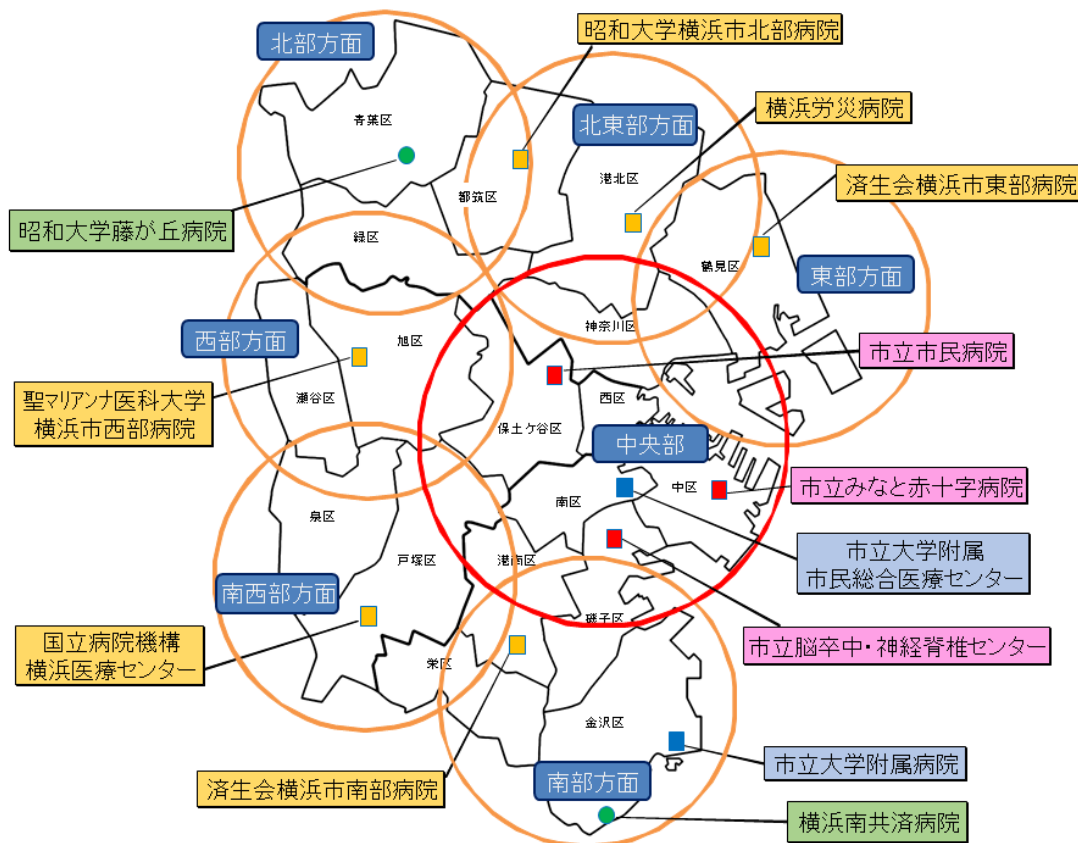 昭和大学横浜市北部病院
北部方面
横浜労災病院
青葉区
北東部方面
港北区
済生会横浜市東部病院
都筑区
昭和大学藤が丘病院
緑区
鶴見区
東部方面
神奈川区
西部方面
旭区
市立市民病院
聖マリアンナ医科大学
横浜市西部病院
瀬谷区
西区
保土ケ谷区
中央部
市立みなと赤十字病院
中区
南区
泉区
市立大学附属
市民総合医療センター
戸塚区
港南区
南西部方面
磯子区
国立病院機構
横浜医療センター
市立脳卒中・神経脊椎センター
栄区
金沢区
市立大学附属病院
済生会横浜市南部病院
南部方面
横浜南共済病院